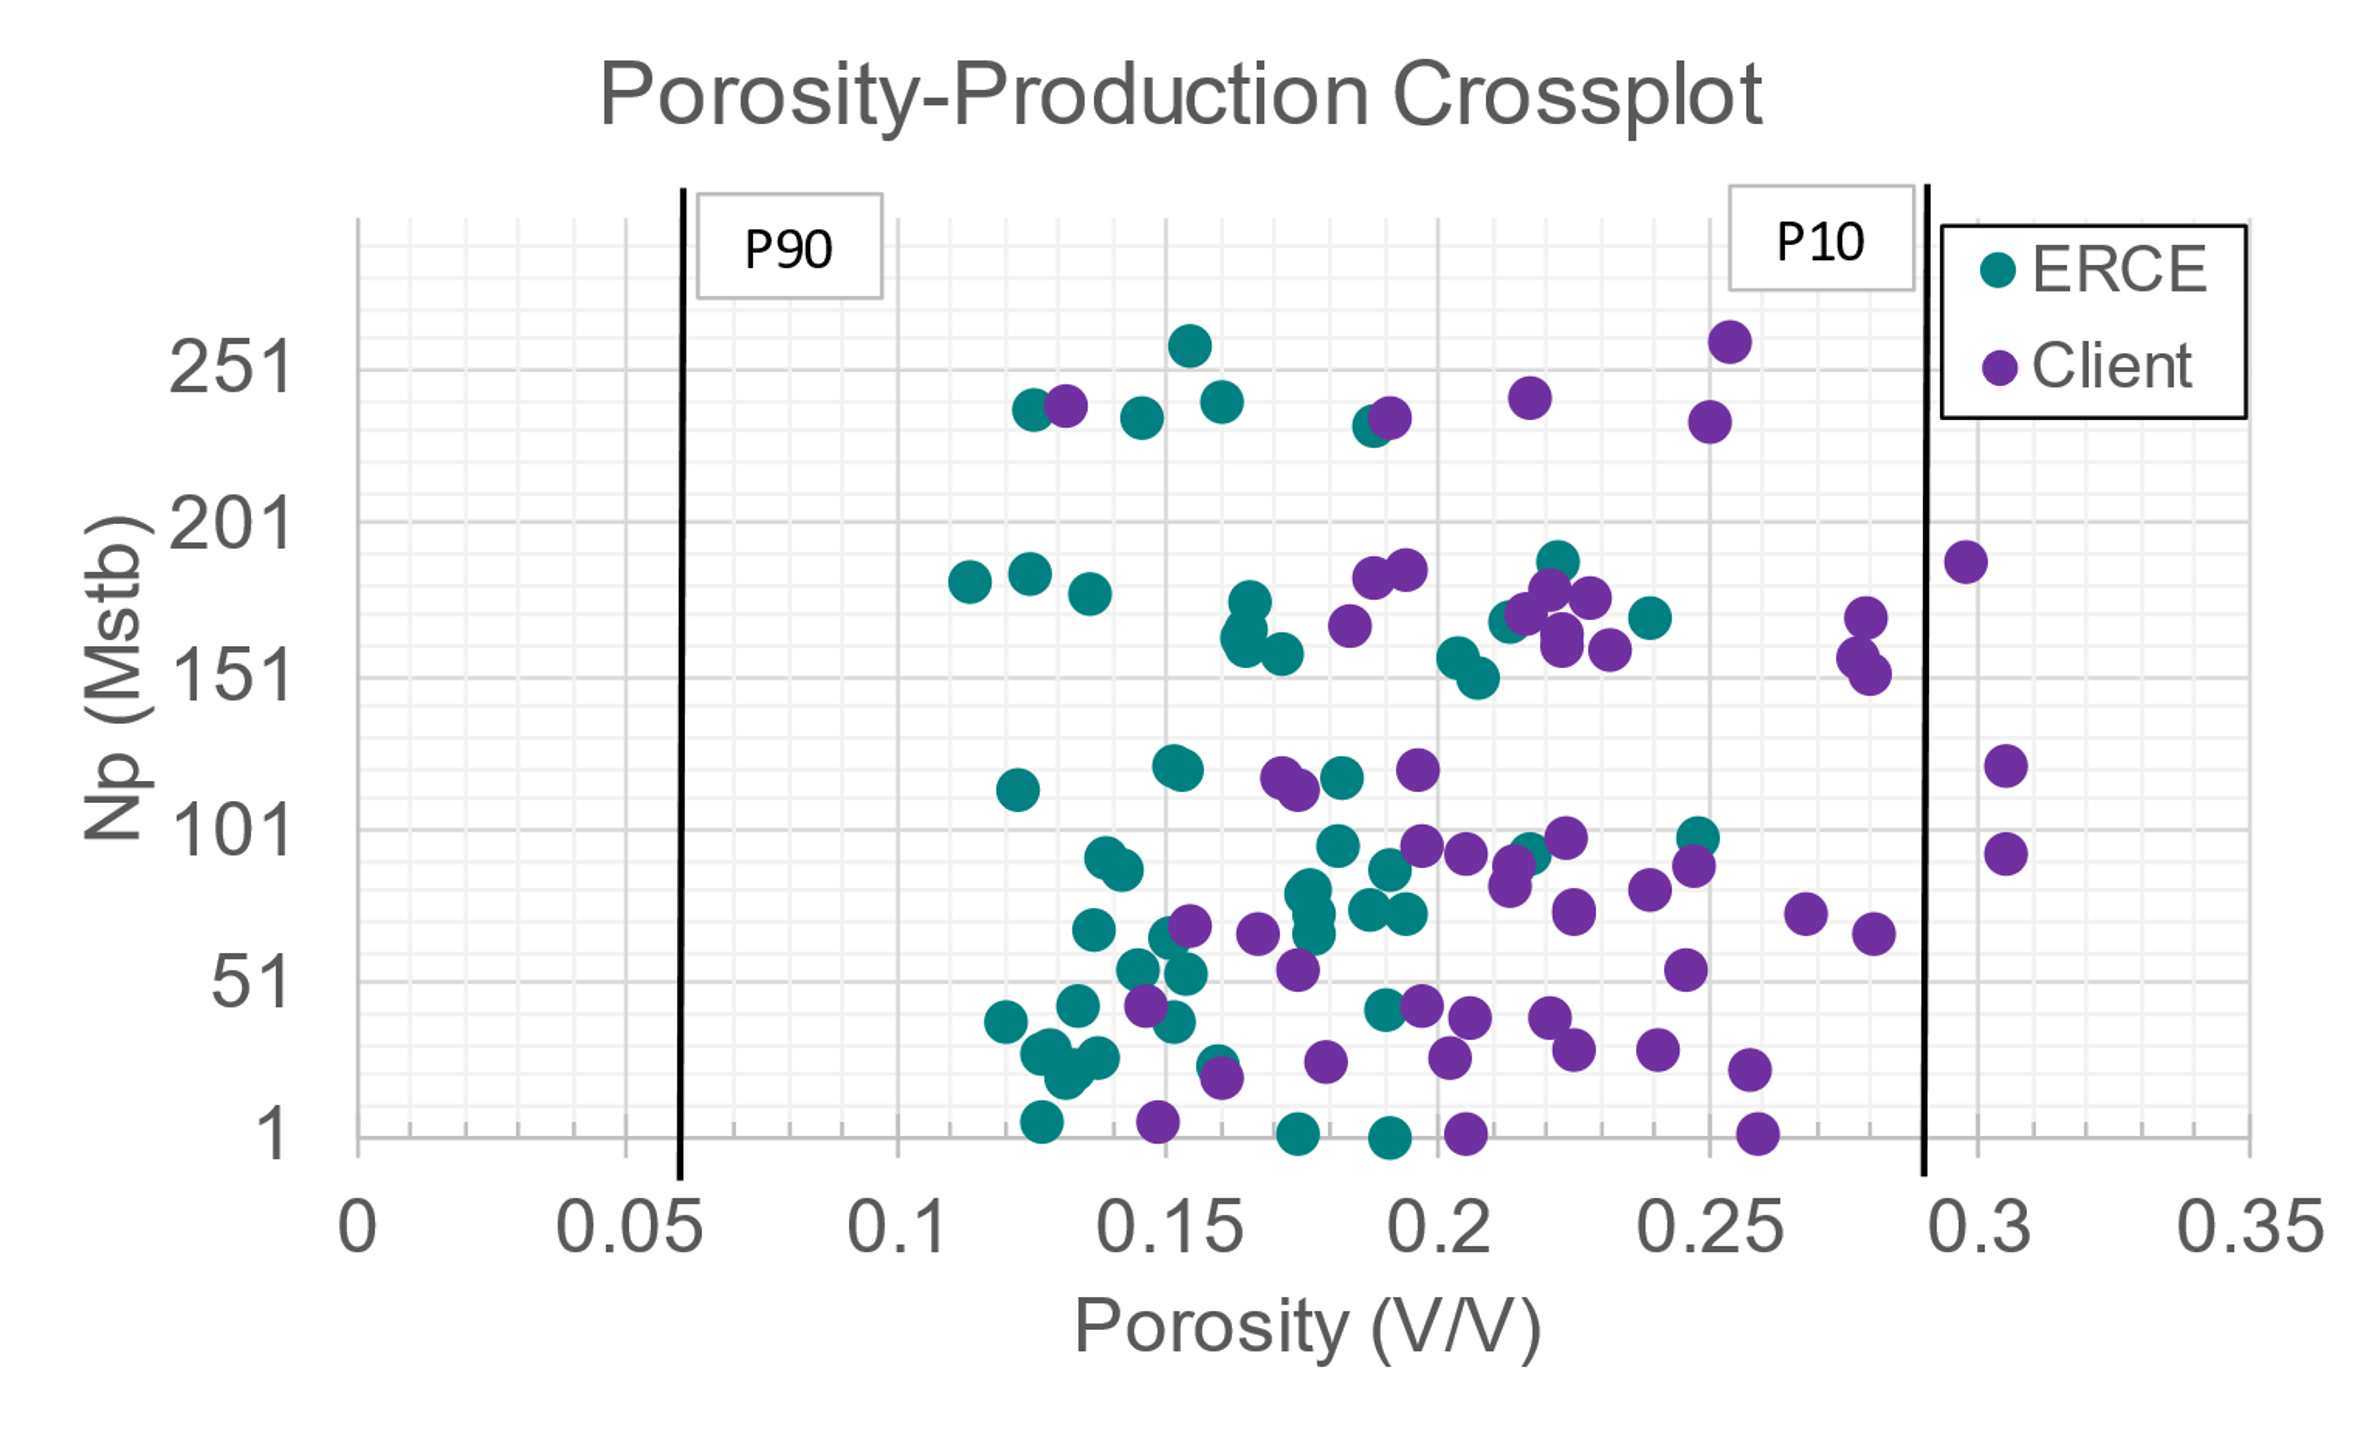 Porosity-Production Crossplot
P90
P10
ERCE
Client
Np (Mstb)
251
201
151
101
51
1
0 0.05 0.1 0.15 0.2 0.25 0.3 0.35
Porosity (V/V)